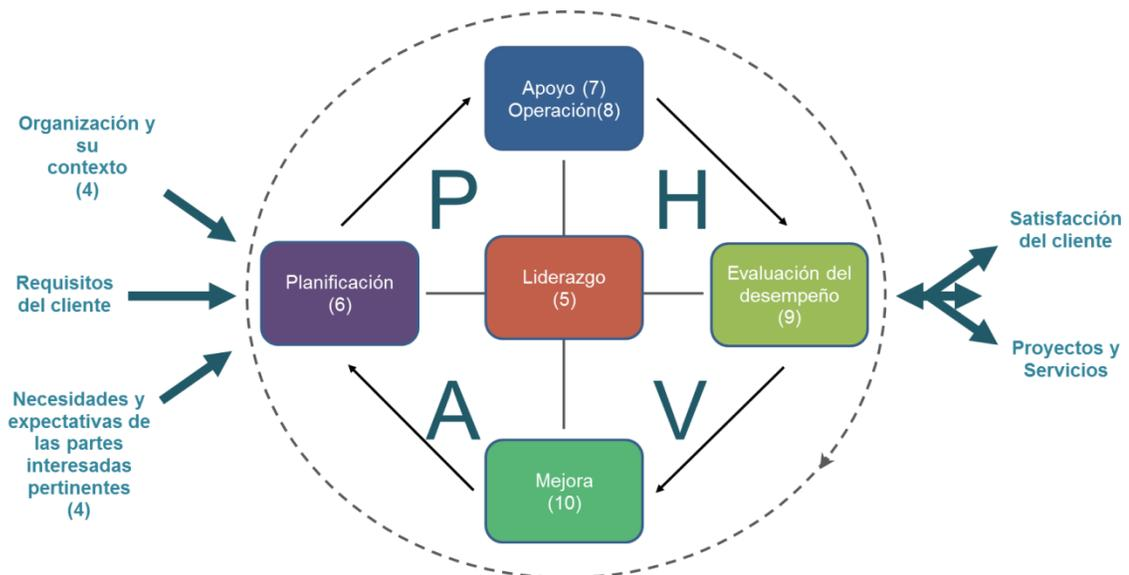 Organización y
su
contexto
(4)
Requisitos
del cliente
Necesidades y
expectativas de
las partes
interesadas
pertinentes
(4)
Apoyo (7)
Operación(8)
P
H
Planificación
(6)
Liderazgo
(5)
Evaluación del
desempeño
(9)
A
V
Mejora
(10)
Satisfacción
del cliente
Proyectos y
Servicios